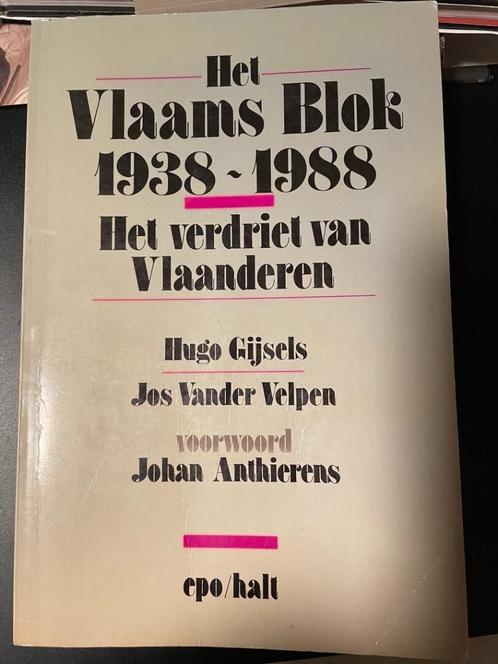 Het
Vlaams Blok
1938~1988
Het verdriet van
Vlaanderen
Hugo Gijsels
Jos Vander Velpen
voorwoord
Johan Anthierens
epo/halt